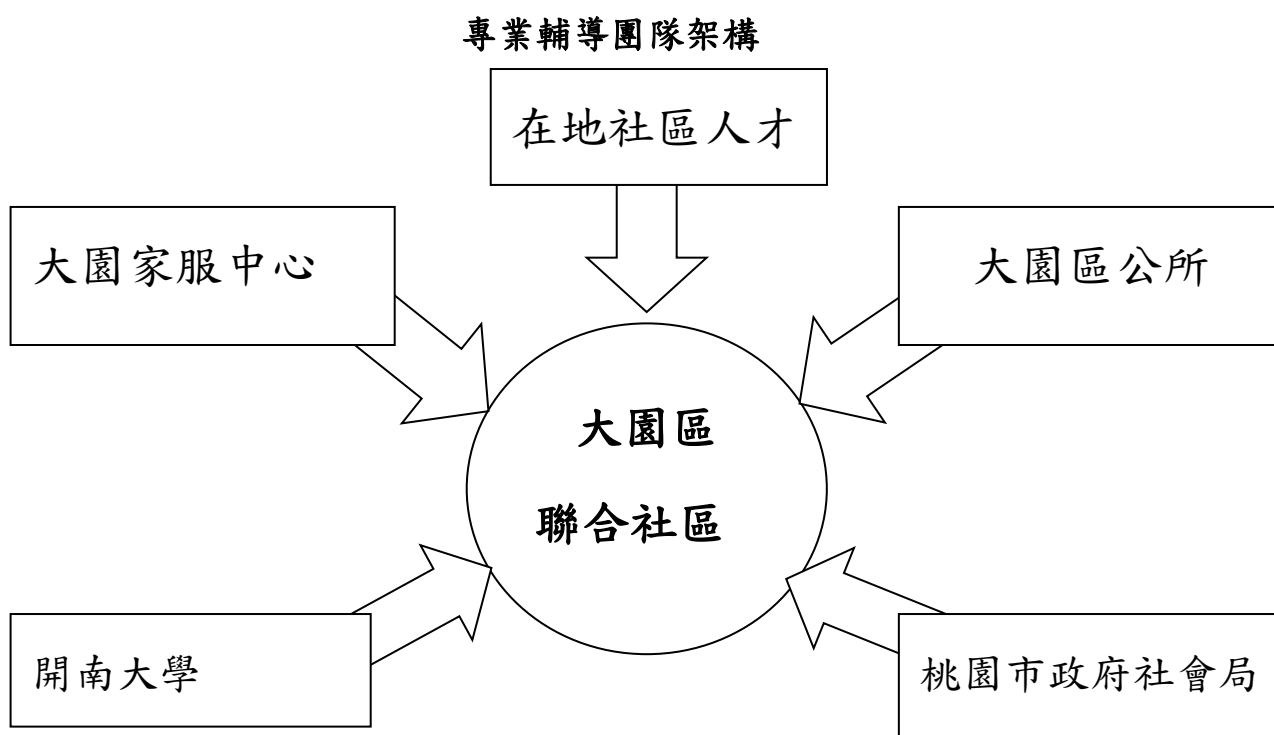 專業輔導團隊架構
在地社區人才
大園家服中心
大園區公所
大園區
聯合社區
開南大學
桃園市政府社會局